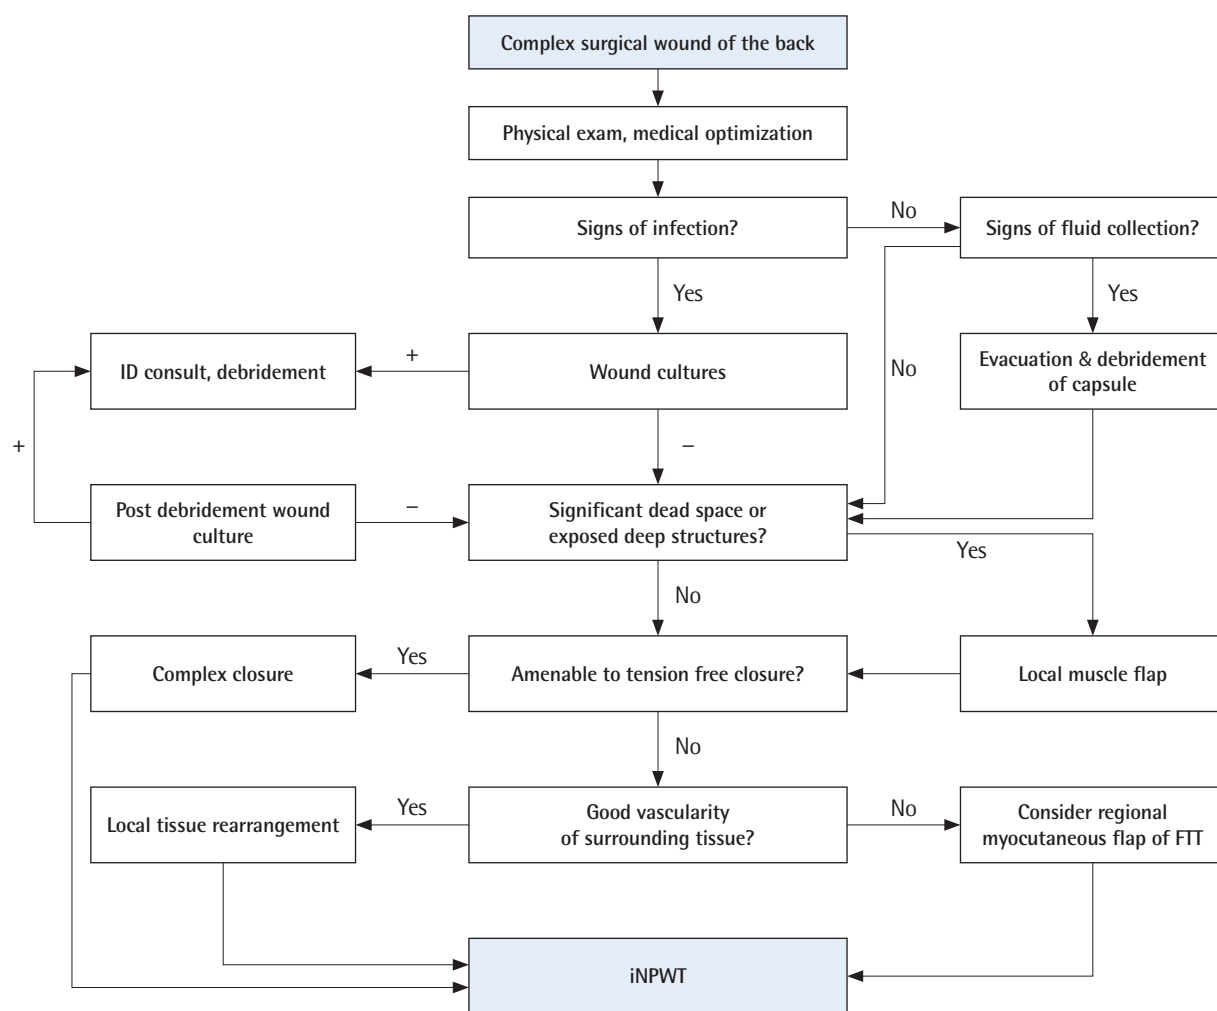 Complex surgical wound of the back
Physical exam, medical optimization
Signs of infection?
No
Signs of fluid collection?
Yes
Yes
ID consult, debridement
+
Wound cultures
No
Evacuation & debridement
of capsule
+
–
Post debridement wound
culture
–
Significant dead space or
exposed deep structures?
Yes
No
Complex closure
Yes
Amenable to tension free closure?
Local muscle flap
No
Local tissue rearrangement
Yes
Good vascularity
of surrounding tissue?
No
Consider regional
myocutaneous flap of FTT
iNPWT